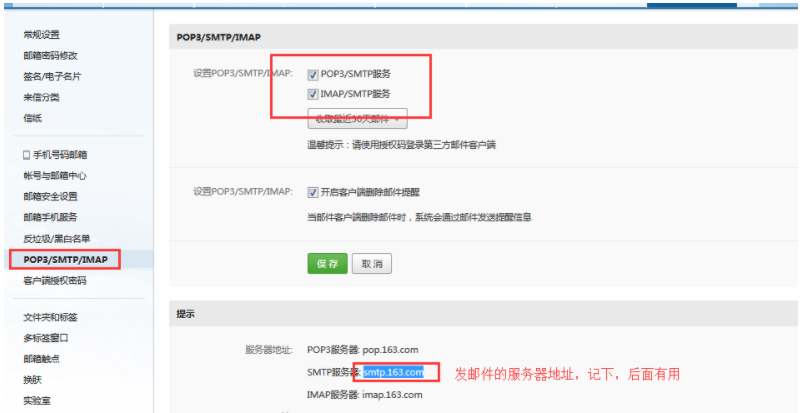 常规设置
邮箱密码修改
签名/电子名片
来信分类
信纸
手机号码邮箱
帐号与邮箱中心
邮箱安全设置
邮箱手机服务
反垃圾/黑白名单
POP3/SMTP/IMAP
客户端授权密码
文件夹和标签
多标签窗口
邮箱触点
换肤
实验室
POP3/SMTP/IMAP
设置POP3/SMTP/IMAP: POP3/SMTP服务
IMAP/SMTP服务
收取最近30天邮件
温馨提示：请使用授权码登录第三方邮件客户端
设置POP3/SMTP/IMAP: 开启客户端删除邮件提醒
当邮件客户端删除邮件时，系统会通过邮件发送提醒信息
保存 取消
提示
服务器地址: POP3服务器: pop.163.com
SMTP服务器: smtp.163.com 发邮件的服务器地址，记下，后面有用
IMAP服务器: imap.163.com